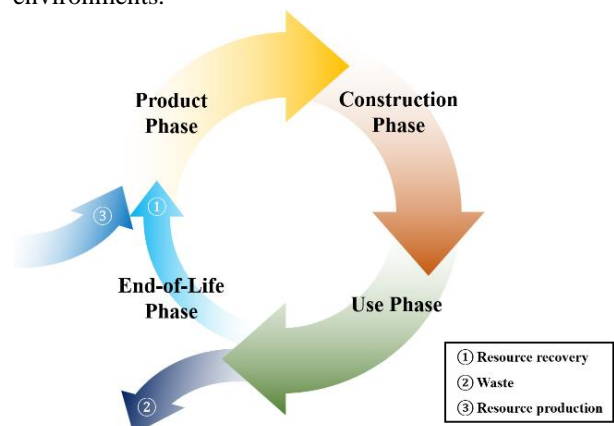 environments.
Product
Phase
Construction
Phase
③
①
End-of-Life
Phase
Use Phase
②
① Resource recovery
② Waste
③ Resource production